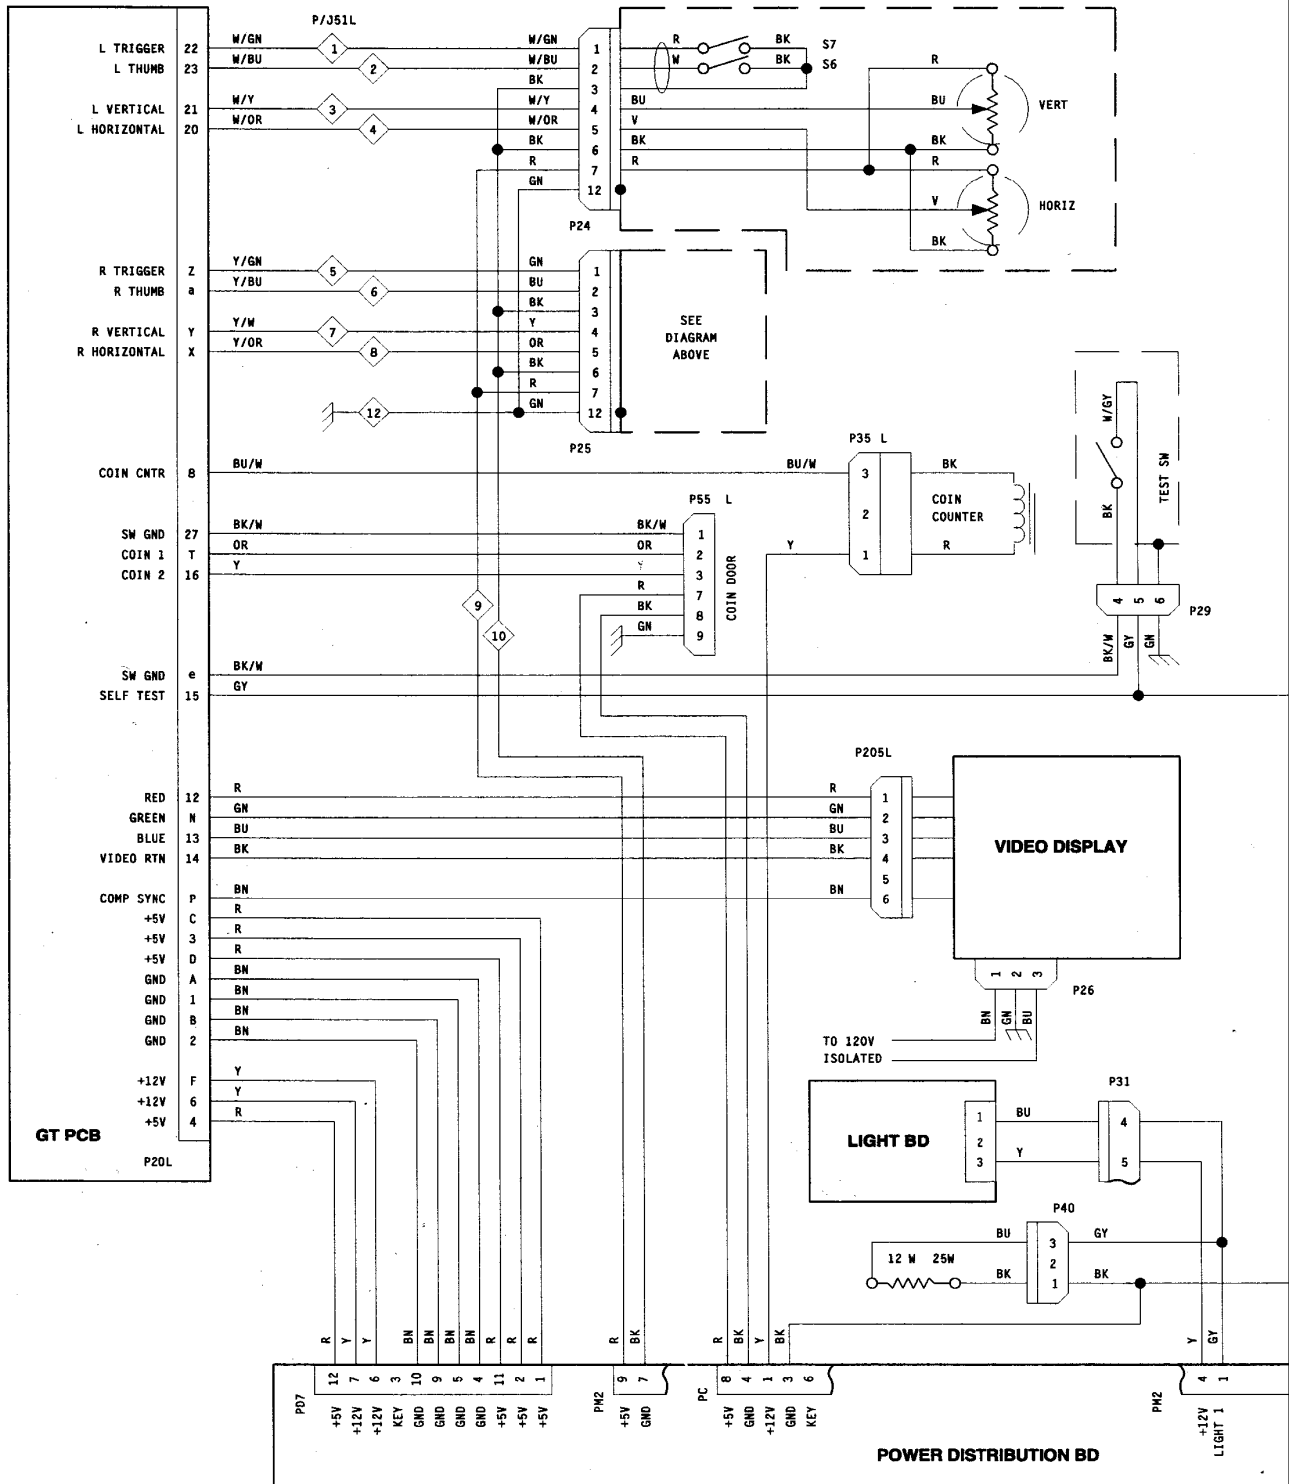 P/J51L
L TRIGGER 22 W/GN 1 W/GN 1 R BK S7
L THUMB 23 W/BU 2 W/BU 2 W BK S6
BK 3 R
L VERTICAL 21 W/Y 3 W/Y 4 BU BU VERT
L HORIZONTAL 20 W/OR 4 W/OR 5 V
BK 6 BK BK
R 7 R R
GN 12
V HORIZ
P24
BK
R TRIGGER Z Y/GN 5 GN 1
R THUMB a Y/BU 6 BU 2
BK 3
R VERTICAL Y Y/W 7 Y 4
R HORIZONTAL X Y/OR 8 OR 5
BK 6
R 7
12 GN 12
SEE
DIAGRAM
ABOVE
P25
P35 L
COIN CNTR 8 BU/W BU/W 3 BK
2
Y 1 R
COIN
COUNTER
W/GY
BK
TEST SW
P55 L
SW GND 27 BK/W BK/W 1
COIN 1 T OR OR 2
COIN 2 16 Y Y 3
R 7
BK 8
GN 9
COIN DOOR
9
10
4 5 6 P29
BK/W GY GN
SW GND e BK/W
SELF TEST 15 GY
P205L
RED 12 R R 1
GREEN N GN GN 2
BLUE 13 BU BU 3
VIDEO RTN 14 BK BK 4
5
COMP SYNC P BN BN 6
VIDEO DISPLAY
+5V C R
+5V 3 R
+5V D R
GND A BN
GND 1 BN
GND B BN
GND 2 BN
+12V F Y
+12V 6 Y
+5V 4 R
1 2 3
P26
BN GN BU
TO 120V
ISOLATED
GT PCB
P20L
LIGHT BD
P31
1 BU 4
2
3 Y 5
P40
BU 3 GY
2
12 W 25W
BK 1 BK
R Y Y BN BN BN BN R R R
R BK
R BK Y BK
Y GY
PD7 12 7 6 3 10 9 5 4 11 2 1
+5V +12V +12V KEY GND GND GND GND +5V +5V +5V
PM2 9 7
+5V GND
PC 8 4 1 3 6
+5V GND +12V GND KEY
PM2 4 1
+12V LIGHT 1
POWER DISTRIBUTION BD